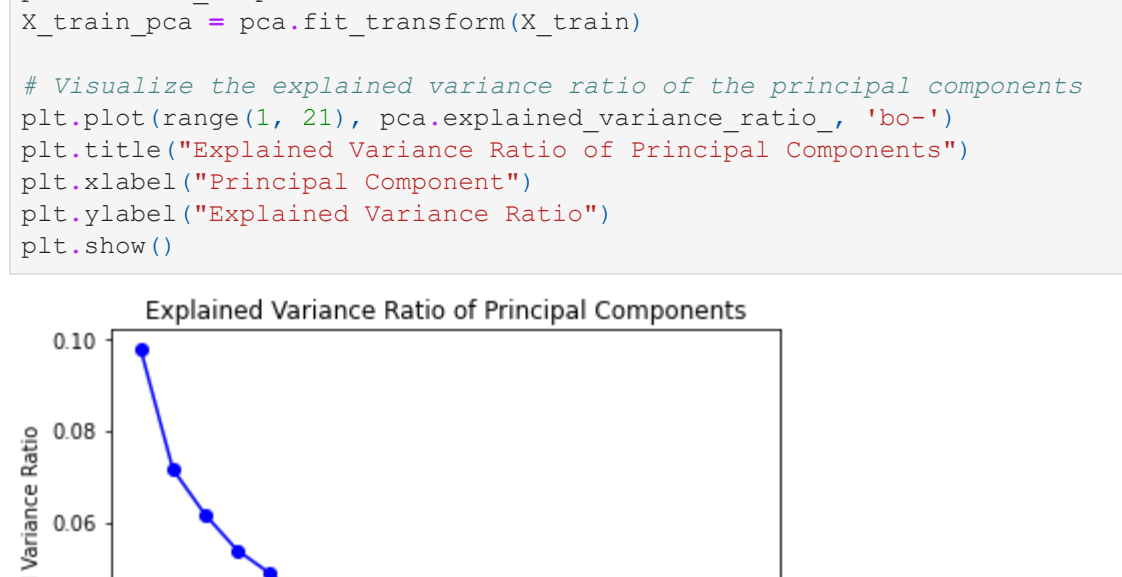 X_train_pca = pca.fit_transform(X_train)
# Visualize the explained variance ratio of the principal components
plt.plot(range(1, 21), pca.explained_variance_ratio_, 'bo-')
plt.title("Explained Variance Ratio of Principal Components")
plt.xlabel("Principal Component")
plt.ylabel("Explained Variance Ratio")
plt.show()
Explained Variance Ratio of Principal Components
0.10
0.08
0.06
Variance Ratio